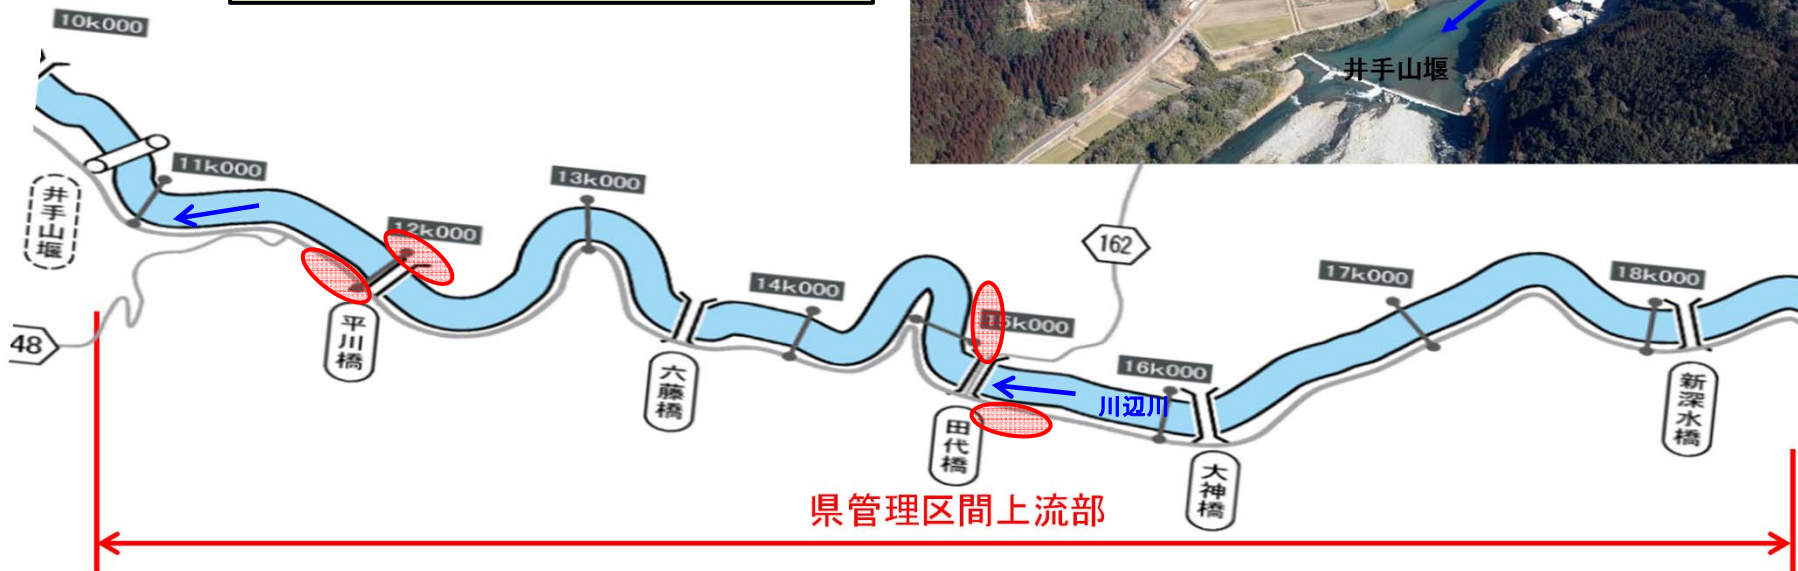 10k000
井手山堰
11k000
13k000
井手山堰
12k000
162
17k000
18k000
14k000
15k000
48
平川橋
16k000
六藤橋
川辺川
新深水橋
田代橋
大神橋
県管理区間上流部